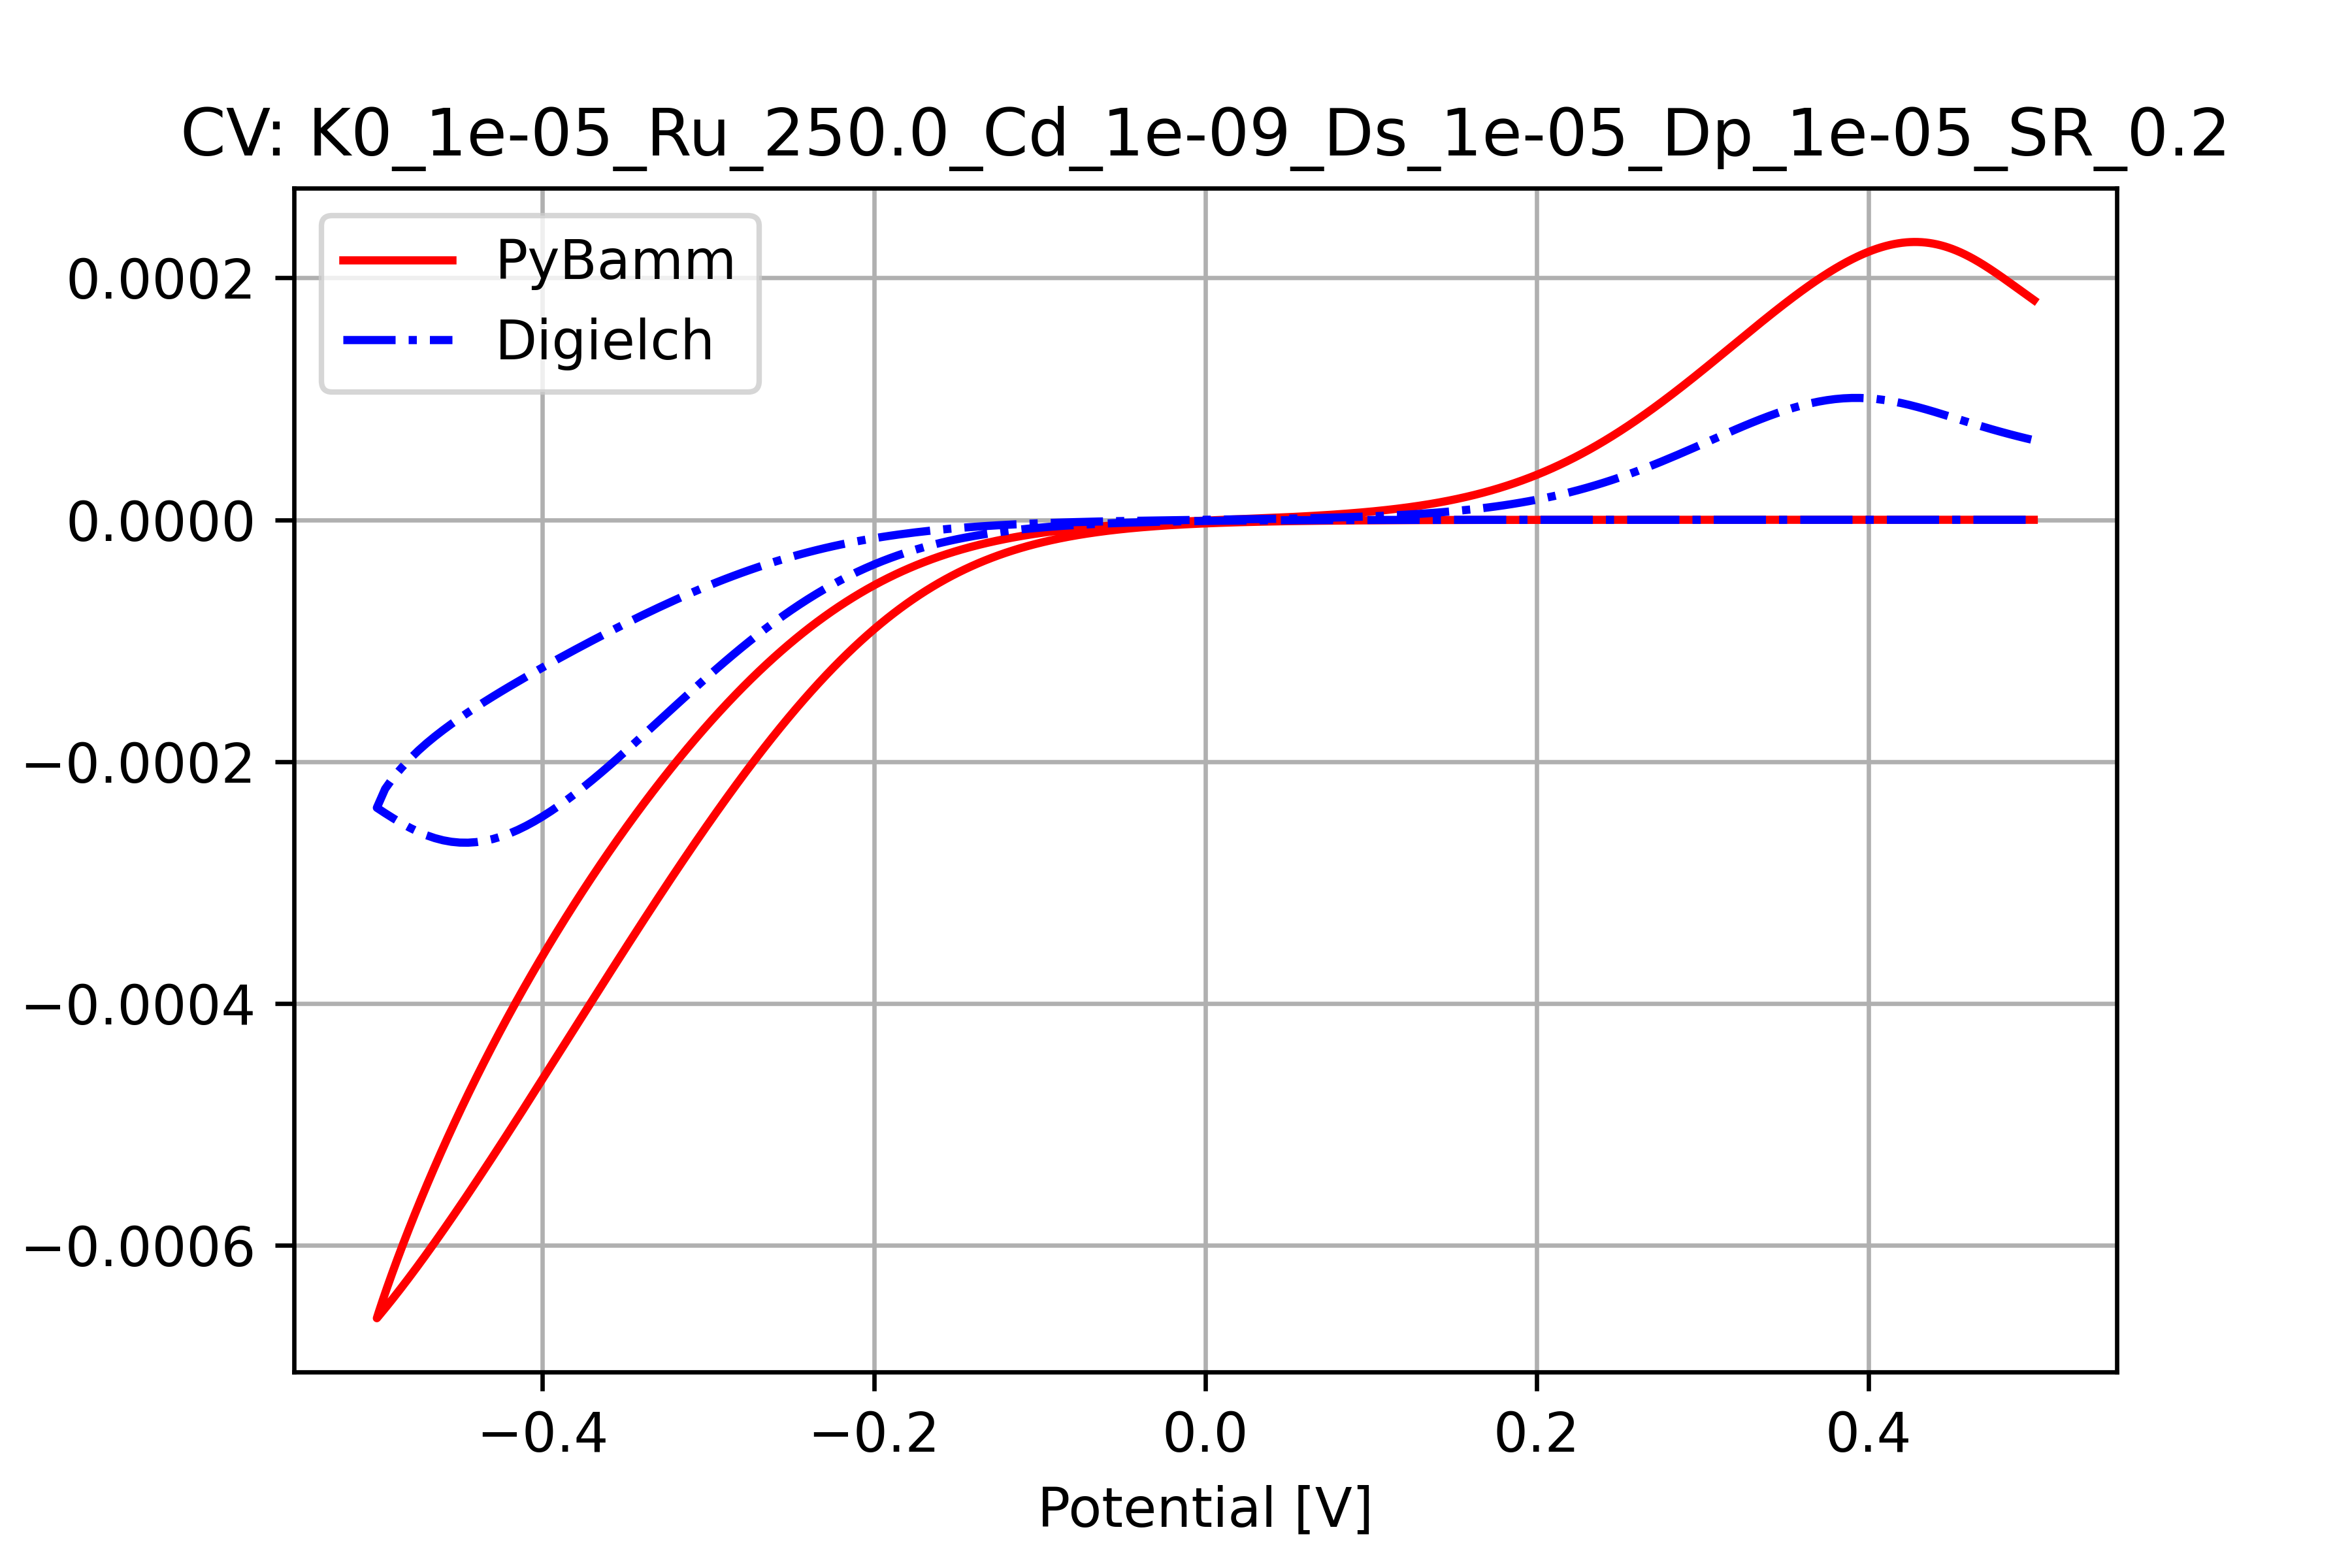 CV: K0_1e-05_Ru_250.0_Cd_1e-09_Ds_1e-05_Dp_1e-05_SR_0.2
PyBamm
Digielch
0.0002
0.0000
−0.0002
−0.0004
−0.0006
−0.4
−0.2
0.0
0.2
0.4
Potential [V]